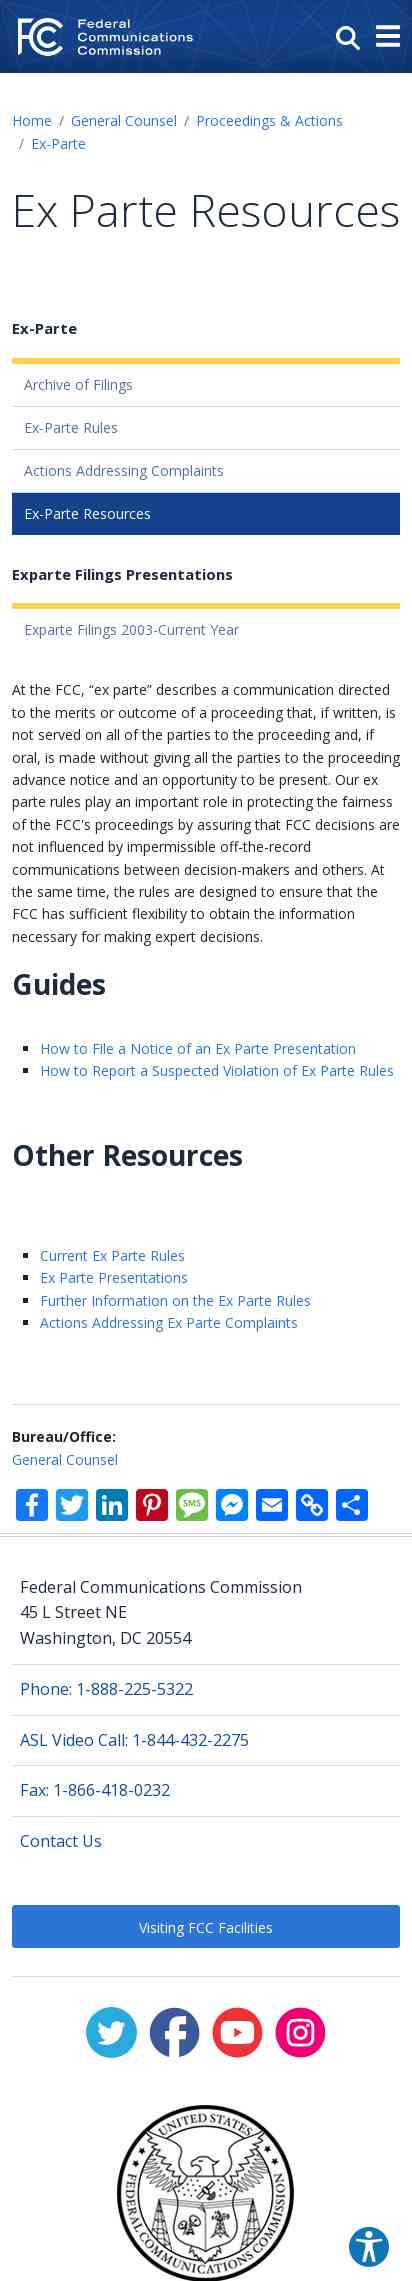 Federal
Communications
Commission
Home / General Counsel / Proceedings & Actions
/ Ex-Parte
Ex Parte Resources
Ex-Parte
Archive of Filings
Ex-Parte Rules
Actions Addressing Complaints
Ex-Parte Resources
Exparte Filings Presentations
Exparte Filings 2003-Current Year
At the FCC, “ex parte” describes a communication directed
to the merits or outcome of a proceeding that, if written, is
not served on all of the parties to the proceeding and, if
oral, is made without giving all the parties to the proceeding
advance notice and an opportunity to be present. Our ex
parte rules play an important role in protecting the fairness
of the FCC's proceedings by assuring that FCC decisions are
not influenced by impermissible off-the-record
communications between decision-makers and others. At
the same time, the rules are designed to ensure that the
FCC has sufficient flexibility to obtain the information
necessary for making expert decisions.
Guides
How to File a Notice of an Ex Parte Presentation
How to Report a Suspected Violation of Ex Parte Rules
Other Resources
Current Ex Parte Rules
Ex Parte Presentations
Further Information on the Ex Parte Rules
Actions Addressing Ex Parte Complaints
Bureau/Office:
General Counsel
SMS
Federal Communications Commission
45 L Street NE
Washington, DC 20554
Phone: 1-888-225-5322
ASL Video Call: 1-844-432-2275
Fax: 1-866-418-0232
Contact Us
Visiting FCC Facilities
UNITED STATES
FEDERAL COMMUNICATIONS COMMISSION